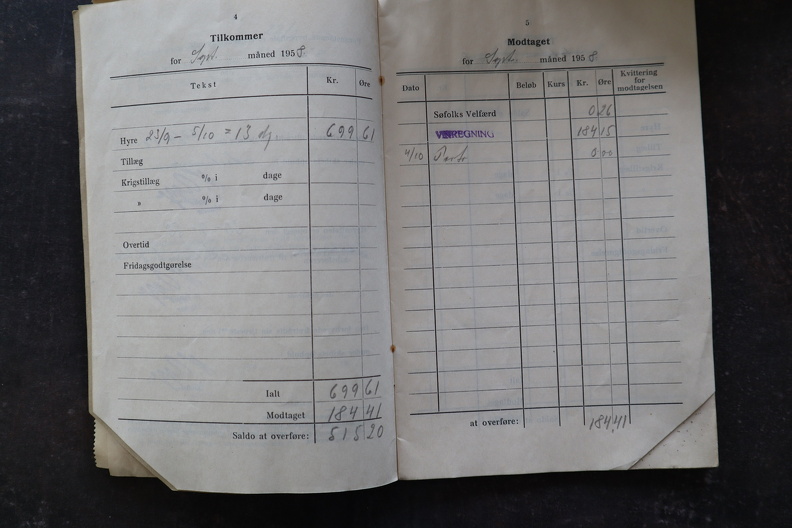 4
Tilkommer
for Sept. måned 1958
Tekst Kr. Øre
Hyre 23/9 – 5/10 = 13 dg. 699 61
Tillæg
Krigstillæg % i dage
» % i dage
Overtid
Fridagsgodtgørelse
Ialt 699 61
Modtaget 184 41
Saldo at overføre: 515 20
5
Modtaget
for Sept. måned 1958
Dato Beløb Kurs Kr. Øre Kvittering for modtagelsen
Søfolks Velfærd 0 26
REGNING 184 15
4/10 0 00
at overføre: 184 41